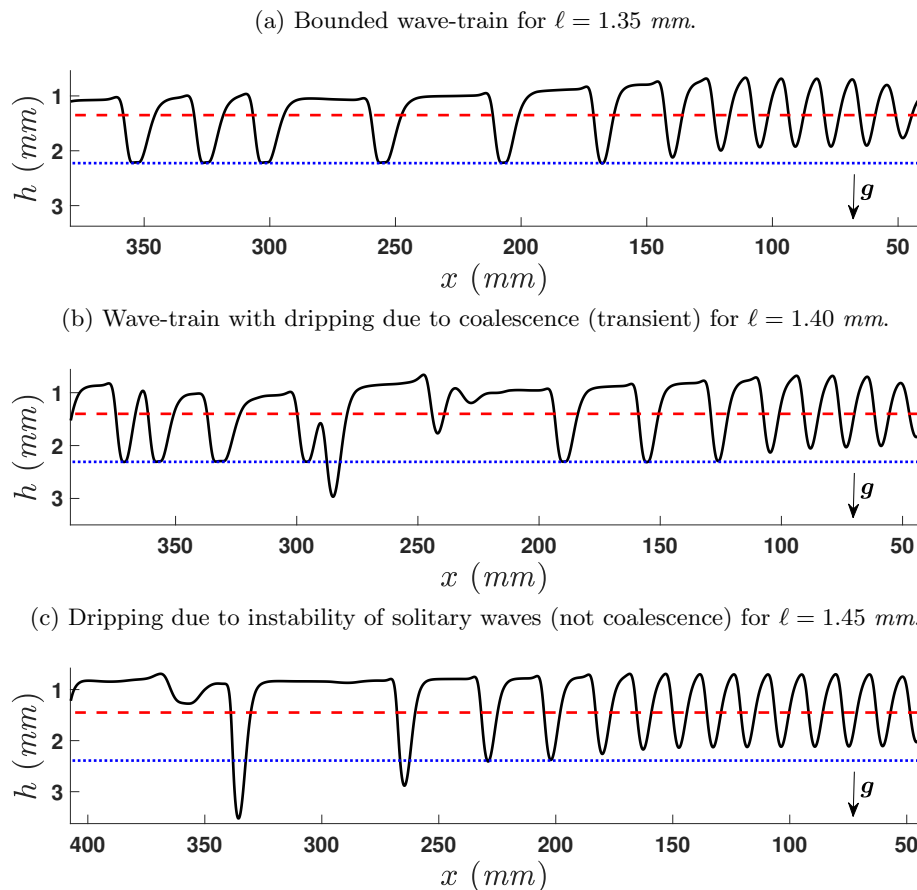 (a) Bounded wave-train for ℓ = 1.35 mm.
h (mm)
1
2
3
g
350 300 250 200 150 100 50
x (mm)
(b) Wave-train with dripping due to coalescence (transient) for ℓ = 1.40 mm.
h (mm)
1
2
3
g
350 300 250 200 150 100 50
x (mm)
(c) Dripping due to instability of solitary waves (not coalescence) for ℓ = 1.45 mm.
h (mm)
1
2
3
g
400 350 300 250 200 150 100 50
x (mm)